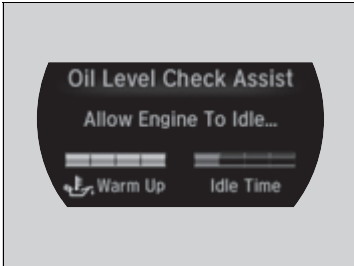 Oil Level Check Assist
Allow Engine To Idle...
Warm Up Idle Time